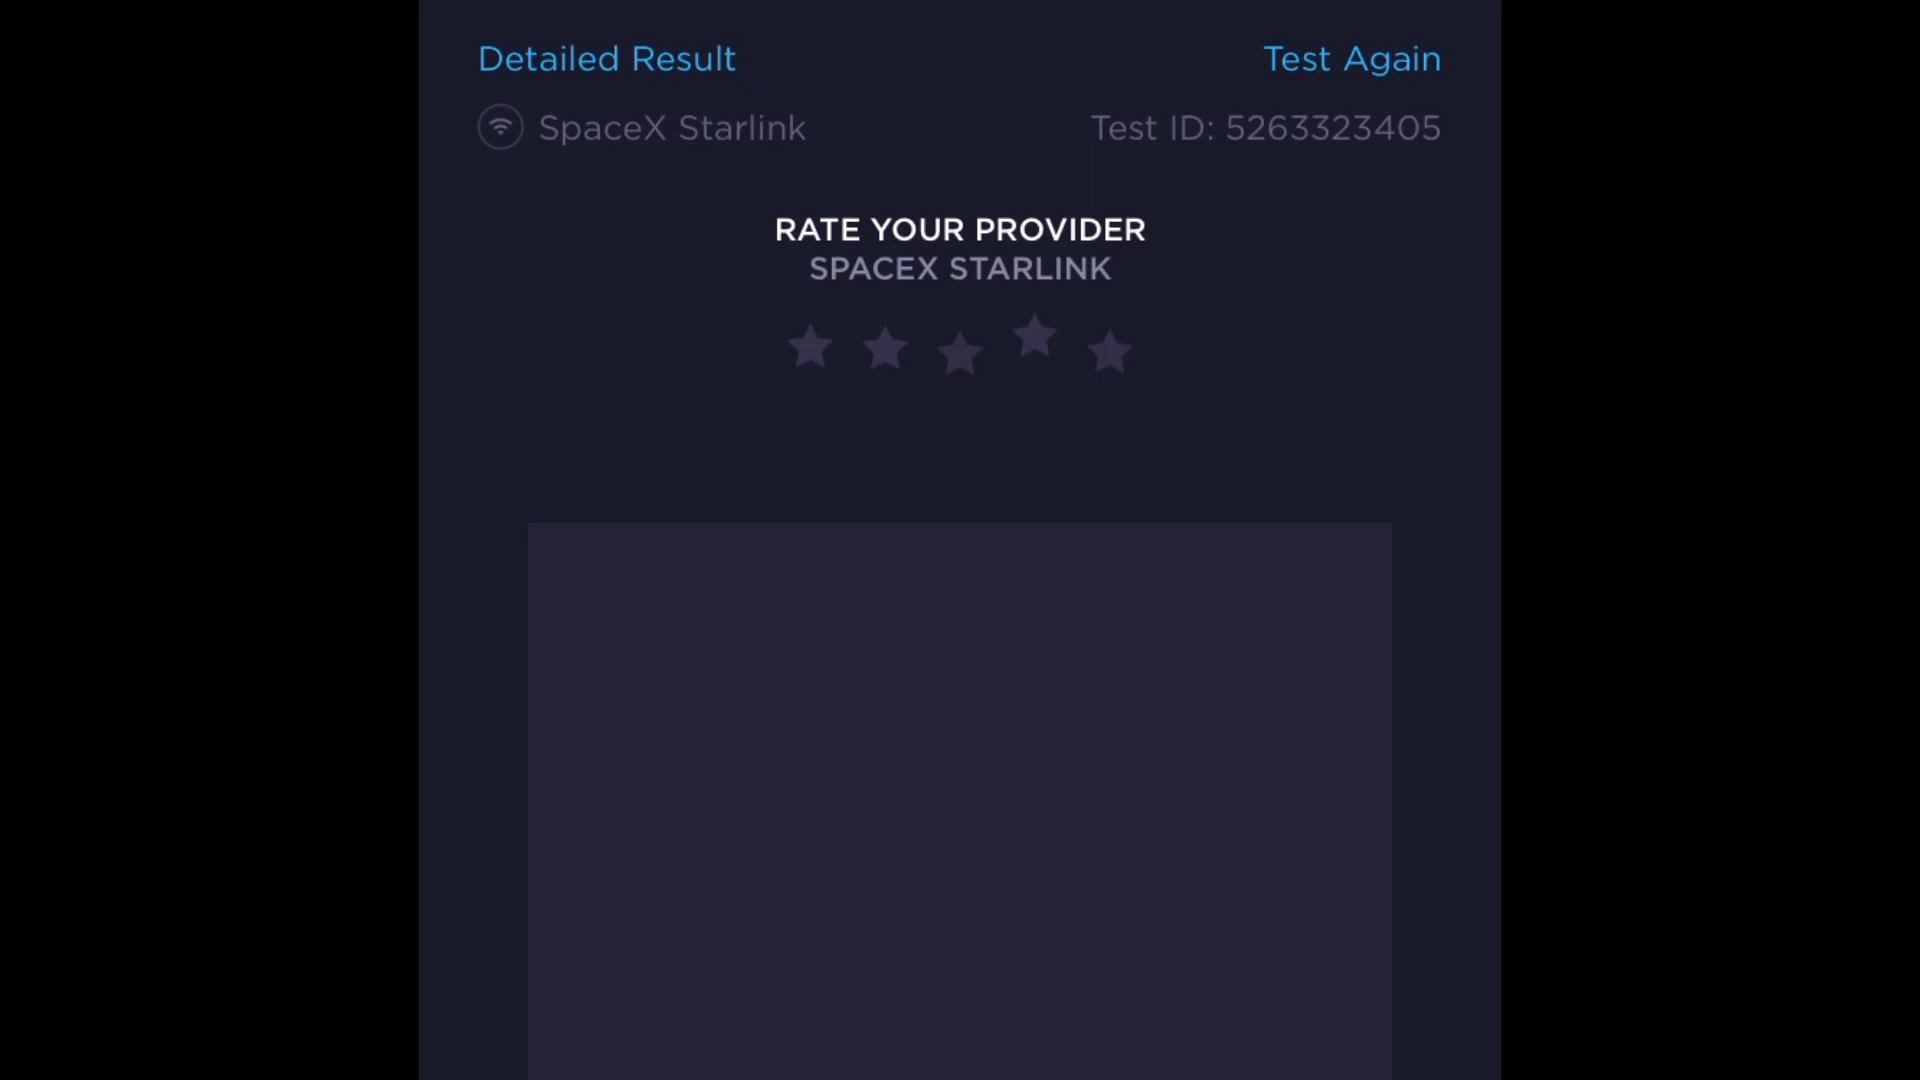 Detailed Result
Test Again
SpaceX Starlink
Test ID: 5263323405
RATE YOUR PROVIDER
SPACEX STARLINK